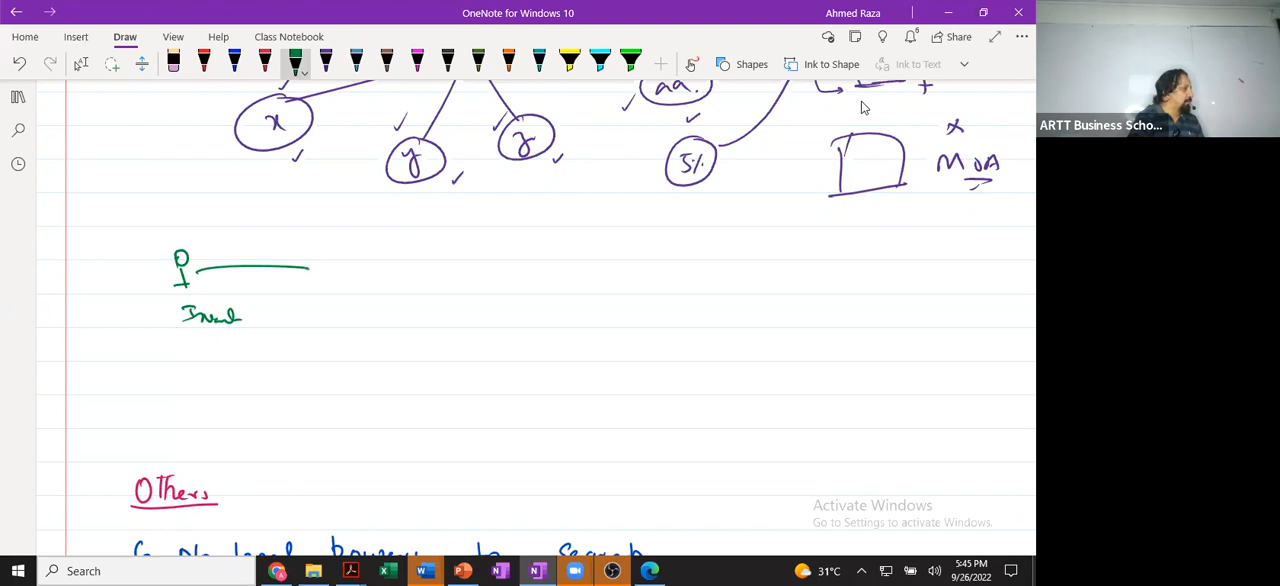 OneNote for Windows 10
Ahmed Raza
Home Insert Draw View Help Class Notebook
Share
Shapes Ink to Shape Ink to Text
aa.
x
y
z
5%
x
MOA
Others
Activate Windows
Go to Settings to activate Windows.
ARTT Business Scho...
Search
31°C
5:45 PM
9/26/2022